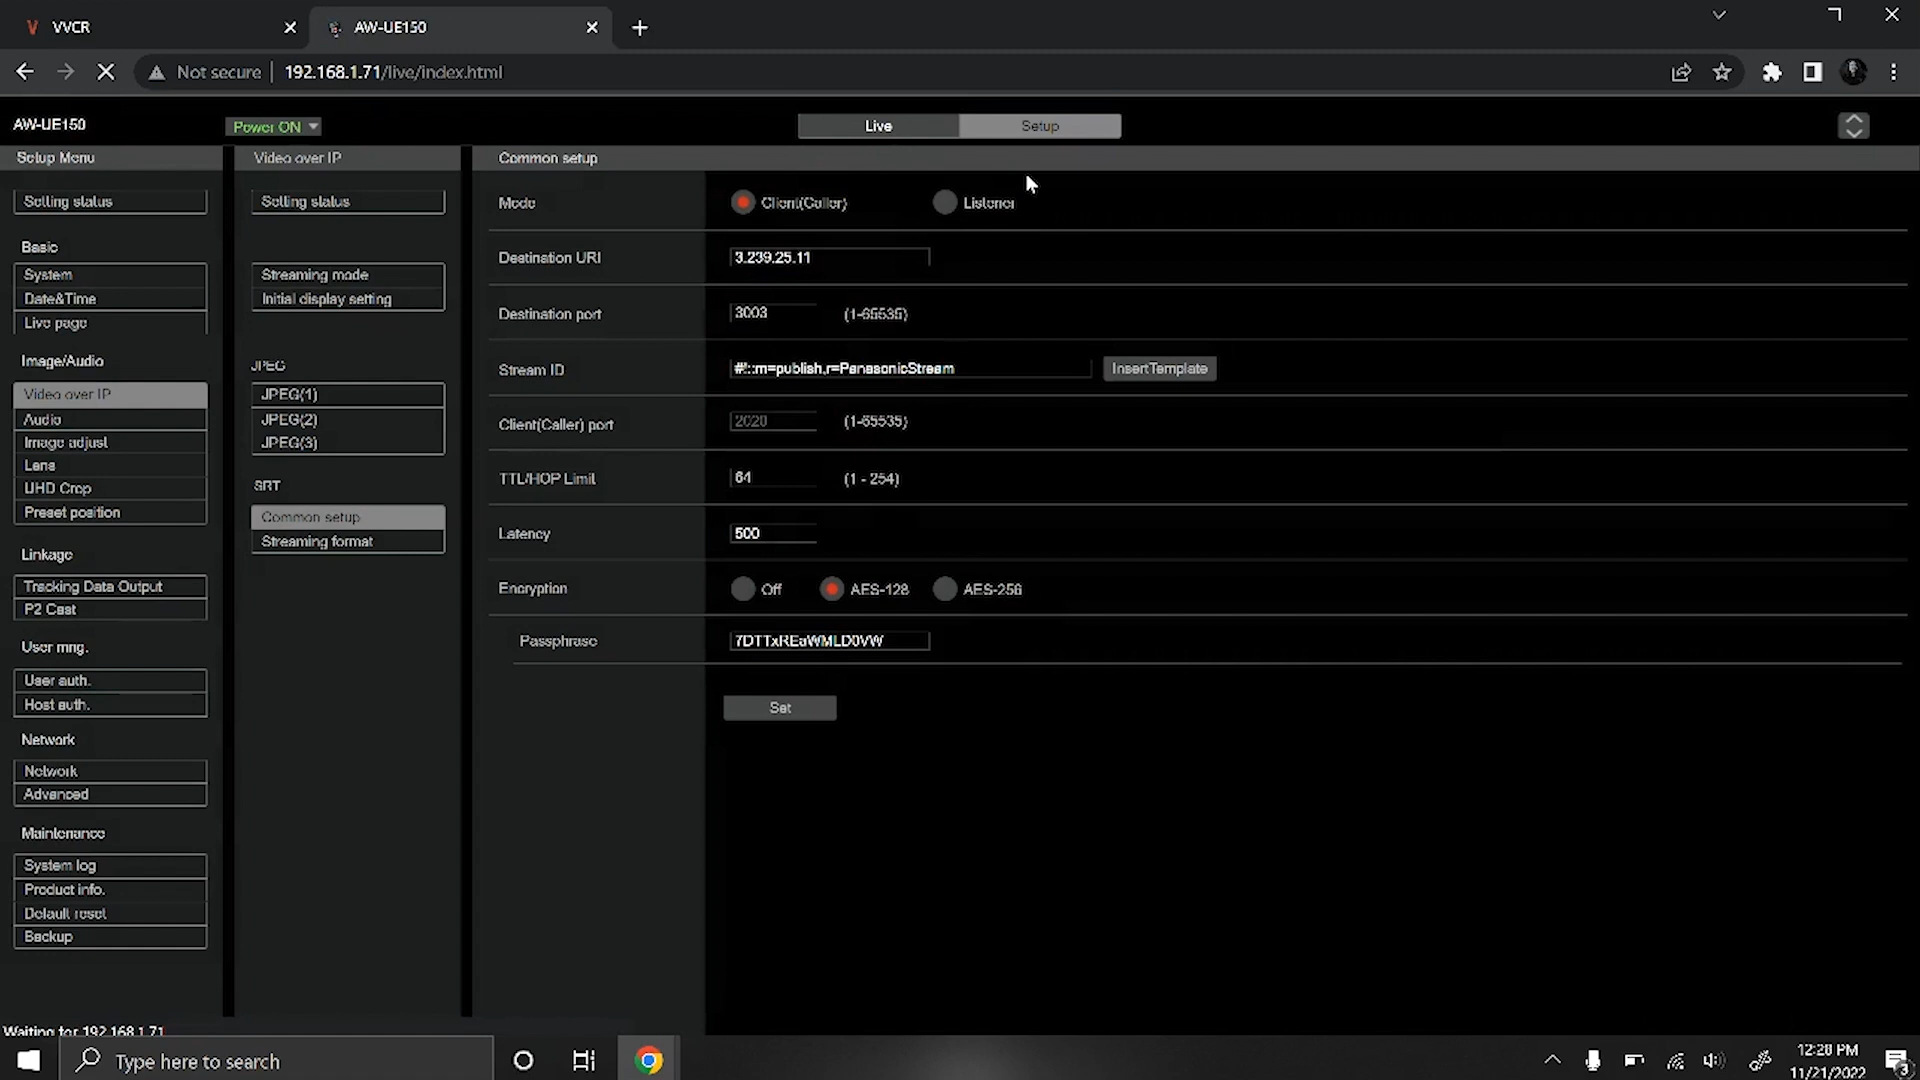 VVCR
AW-UE150
Not secure
192.168.1.71/live/index.html
AW-UE150
Power ON
Live
Setup
Setup Menu
Video over IP
Common setup
Setting status
Setting status
Mode
Client(Caller)
Listener
Basic
System
Date&Time
Live page
Streaming mode
Initial display setting
Destination URI
3.239.25.11
Destination port
3003
(1-65535)
Image/Audio
Video over IP
Audio
Image adjust
Lens
UHD Crop
Preset position
JPEG
JPEG(1)
JPEG(2)
JPEG(3)
Stream ID
#!::m=publish,r=PanasonicStream
InsertTemplate
Client(Caller) port
2020
(1-65535)
SRT
Common setup
Streaming format
TTL/HOP Limit
64
(1 - 254)
Latency
500
Linkage
Tracking Data Output
P2 Cast
Encryption
Off
AES-128
AES-256
Passphrase
7DTTxREaWMLD0VW
User mng.
User auth.
Host auth.
Set
Network
Network
Advanced
Maintenance
System log
Product info.
Default reset
Backup
Waiting for 192.168.1.71
Type here to search
12:28 PM
11/21/2022
3